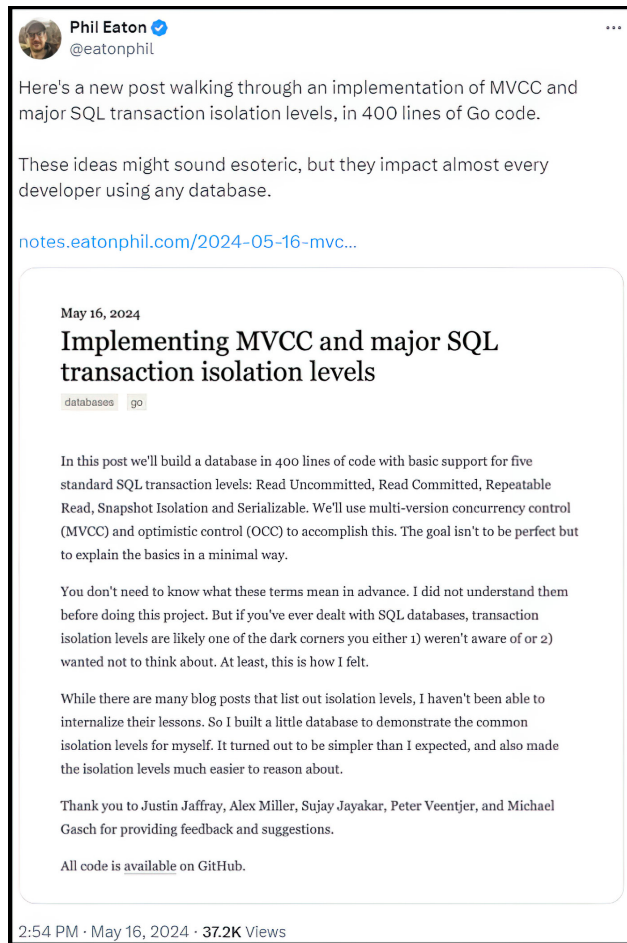 Phil Eaton
@eatonphil
Here's a new post walking through an implementation of MVCC and
major SQL transaction isolation levels, in 400 lines of Go code.
These ideas might sound esoteric, but they impact almost every
developer using any database.
notes.eatonphil.com/2024-05-16-mvc...
May 16, 2024
Implementing MVCC and major SQL
transaction isolation levels
databases go
In this post we'll build a database in 400 lines of code with basic support for five
standard SQL transaction levels: Read Uncommitted, Read Committed, Repeatable
Read, Snapshot Isolation and Serializable. We'll use multi-version concurrency control
(MVCC) and optimistic control (OCC) to accomplish this. The goal isn't to be perfect but
to explain the basics in a minimal way.
You don't need to know what these terms mean in advance. I did not understand them
before doing this project. But if you've ever dealt with SQL databases, transaction
isolation levels are likely one of the dark corners you either 1) weren't aware of or 2)
wanted not to think about. At least, this is how I felt.
While there are many blog posts that list out isolation levels, I haven't been able to
internalize their lessons. So I built a little database to demonstrate the common
isolation levels for myself. It turned out to be simpler than I expected, and also made
the isolation levels much easier to reason about.
Thank you to Justin Jaffray, Alex Miller, Sujay Jayakar, Peter Veentjer, and Michael
Gasch for providing feedback and suggestions.
All code is available on GitHub.
2:54 PM · May 16, 2024 · 37.2K Views